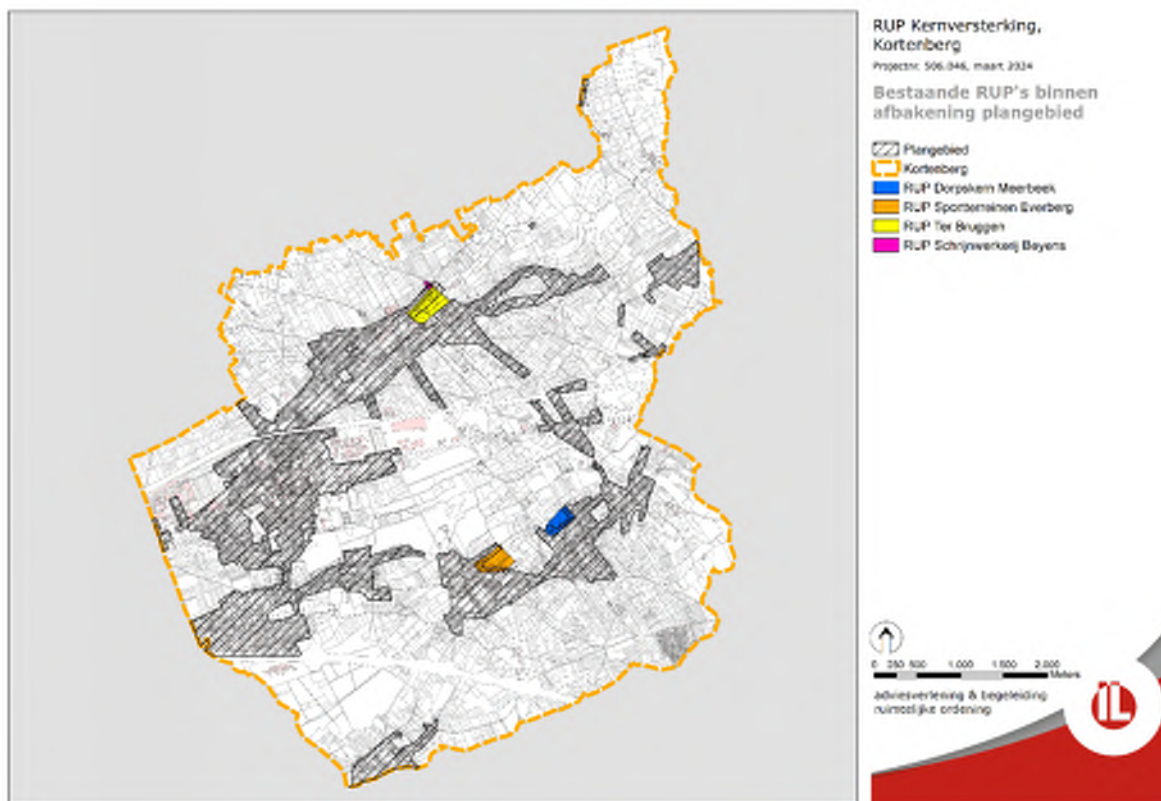 RUP Kernversterking,
Kortenberg
Projectnr. 506.046, maart 2024
Bestaande RUP's binnen
afbakening plangebied
Plangebied
Kortenberg
RUP Dorpskern Meerbeek
RUP Sportterreinen Everberg
RUP Ter Bruggen
RUP Schrijnwerkerij Beyens
0 250 500 1.000 1.500 2.000
Meters
adviesverlening & begeleiding
ruimtelijke ordening
IL